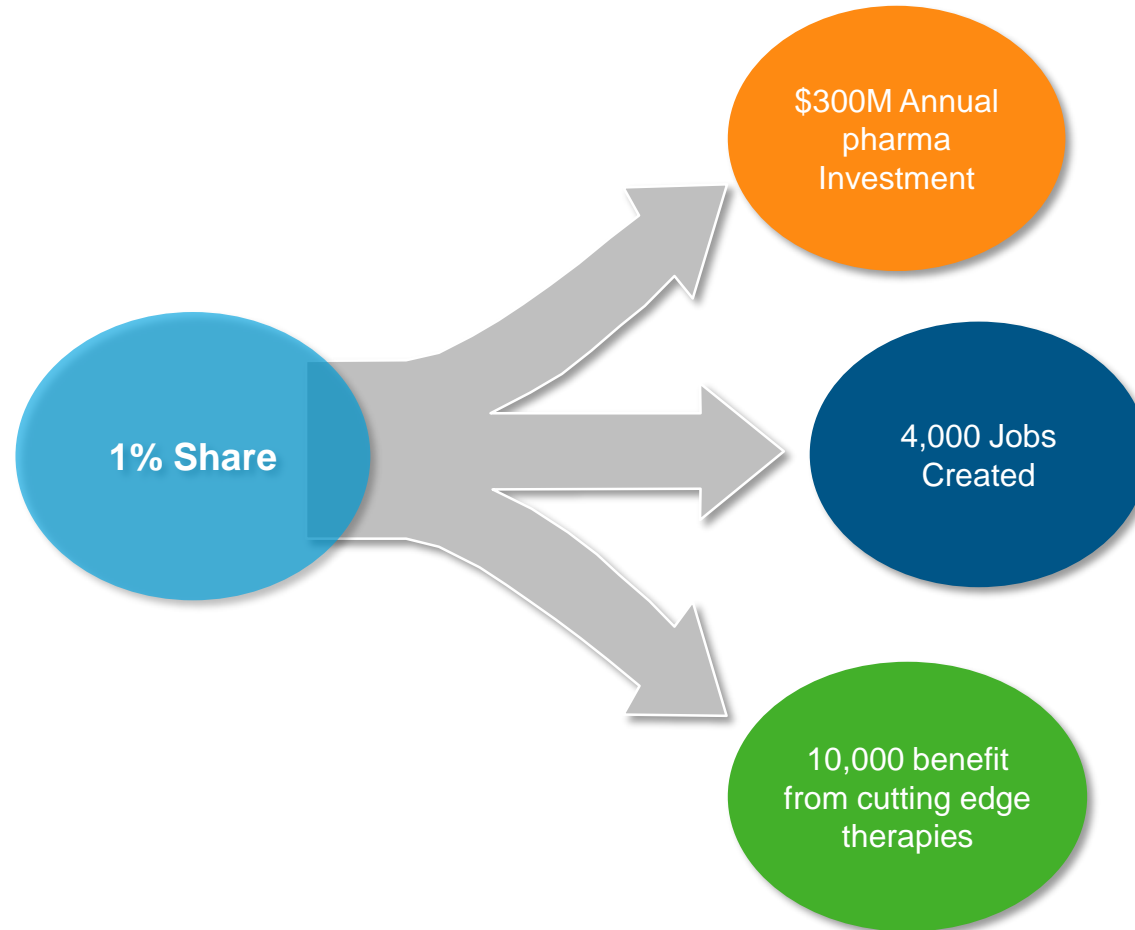 $300M Annual
pharma
Investment
1% Share
4,000 Jobs
Created
10,000 benefit
from cutting edge
therapies